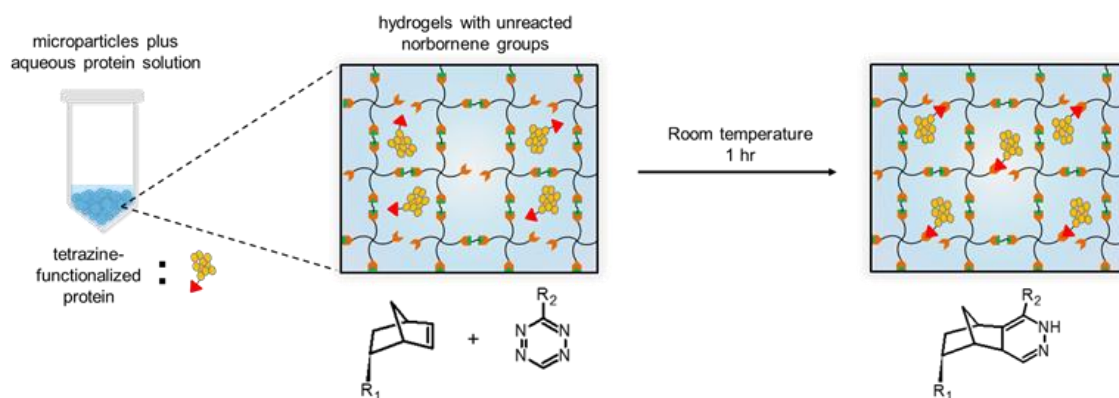 microparticles plus
aqueous protein solution
tetrazine-
functionalized
protein
:
hydrogels with unreacted
norbornene groups
Room temperature
1 hr
R1
+
R2
N
N
N
N
R2
NH
N
R1